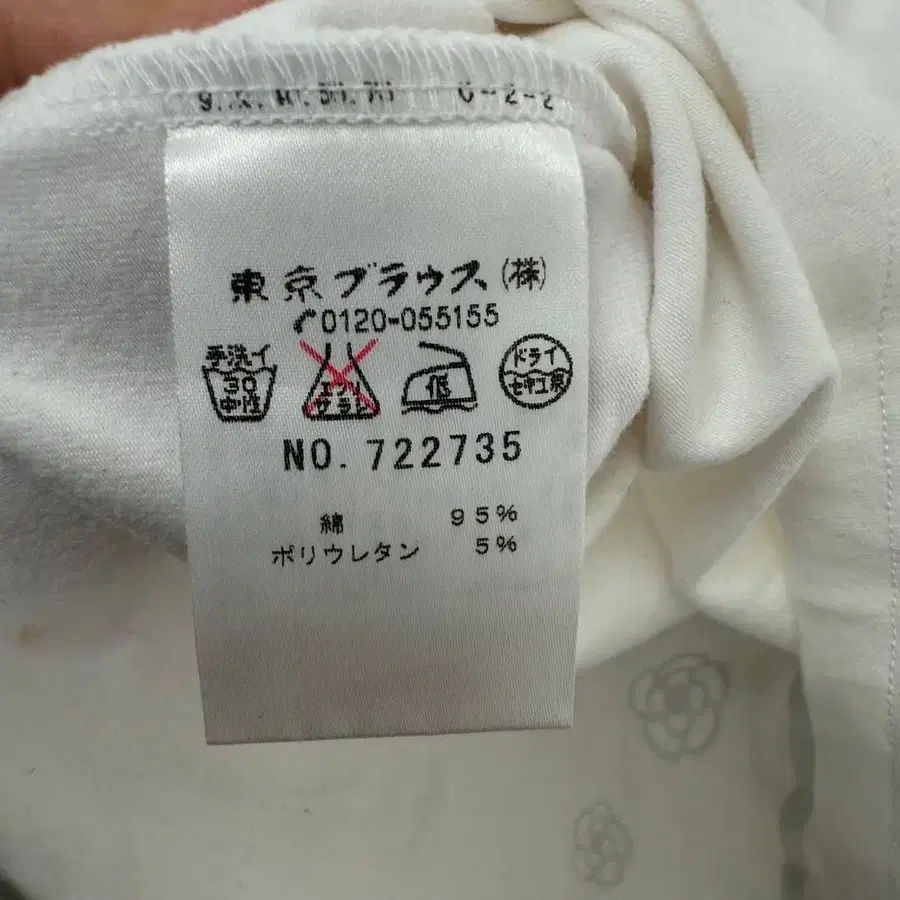 東京ブラウス(株)
0120-055155
手洗イ
30
中性
エンソ
サラシ
低
ドライ
セキユ系
NO. 722735
綿 95%
ポリウレタン 5%